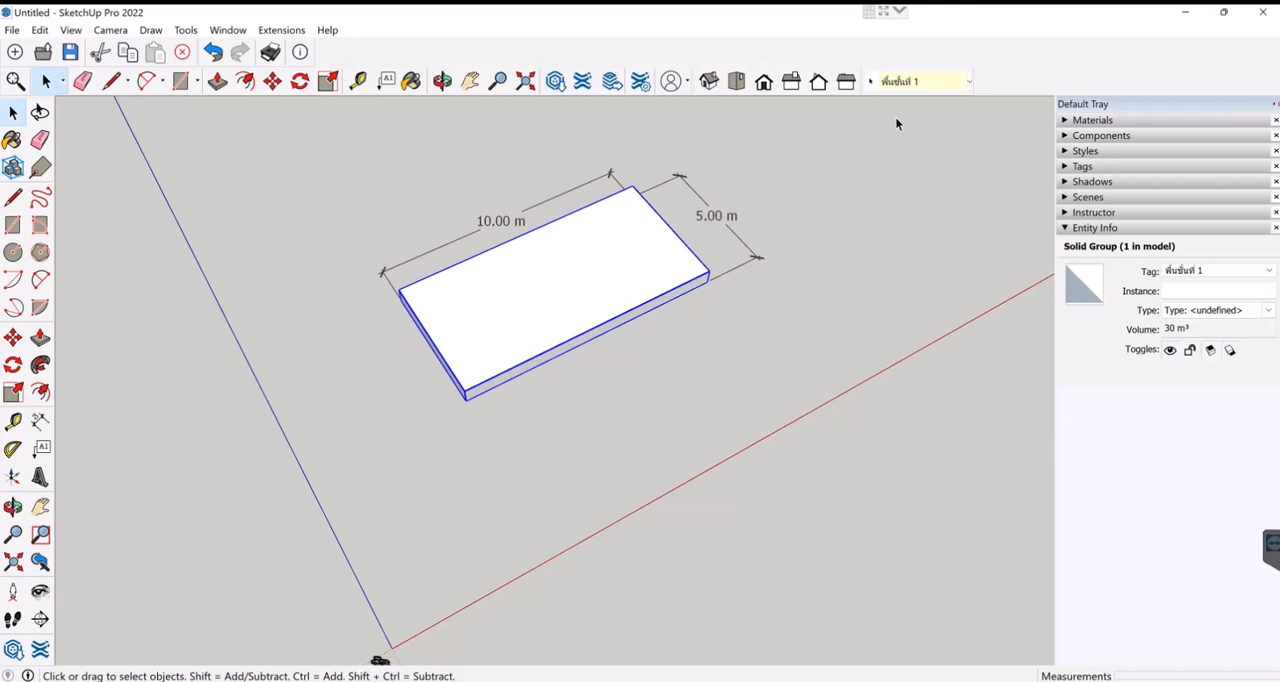 Untitled - SketchUp Pro 2022
File Edit View Camera Draw Tools Window Extensions Help
A1 พื้นชั้นที่ 1
Default Tray
Materials
Components
Styles
Tags
Shadows
Scenes
Instructor
Entity Info
Solid Group (1 in model)
Tag: พื้นชั้นที่ 1
Instance:
Type: Type: <undefined>
Volume: 30 m³
Toggles:
10.00 m
5.00 m
A1
Click or drag to select objects. Shift = Add/Subtract. Ctrl = Add. Shift + Ctrl = Subtract.
Measurements